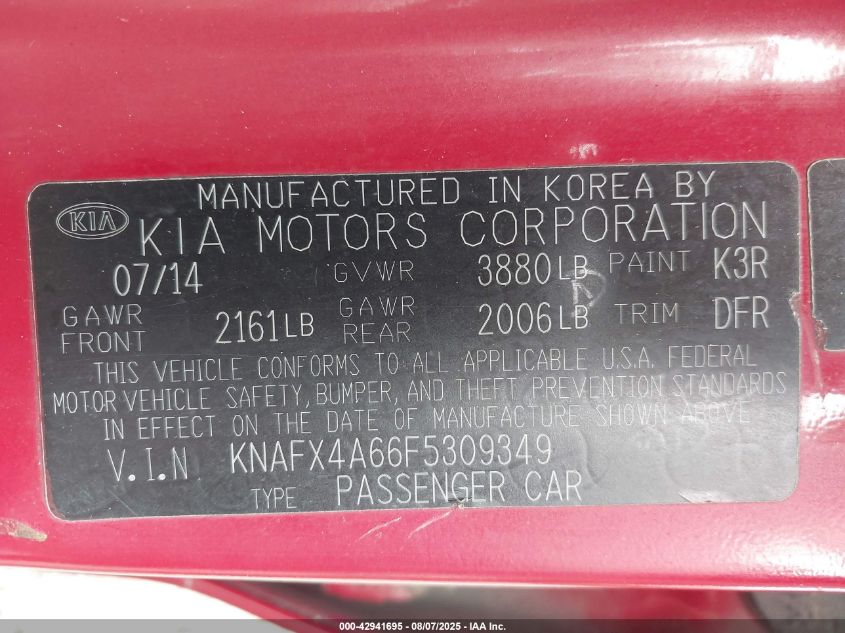 MANUFACTURED IN KOREA BY
KIA KIA MOTORS CORPORATION
07/14 GVWR 3880LB PAINT K3R
GAWR FRONT 2161LB GAWR REAR 2006LB TRIM DFR
THIS VEHICLE CONFORMS TO ALL APPLICABLE U.S.A. FEDERAL
MOTOR VEHICLE SAFETY, BUMPER, AND THEFT PREVENTION STANDARDS
IN EFFECT ON THE DATE OF MANUFACTURE SHOWN ABOVE
V.I.N KNAFX4A66F5309349
TYPE PASSENGER CAR
000-42941695 - 08/07/2025 - IAA Inc.